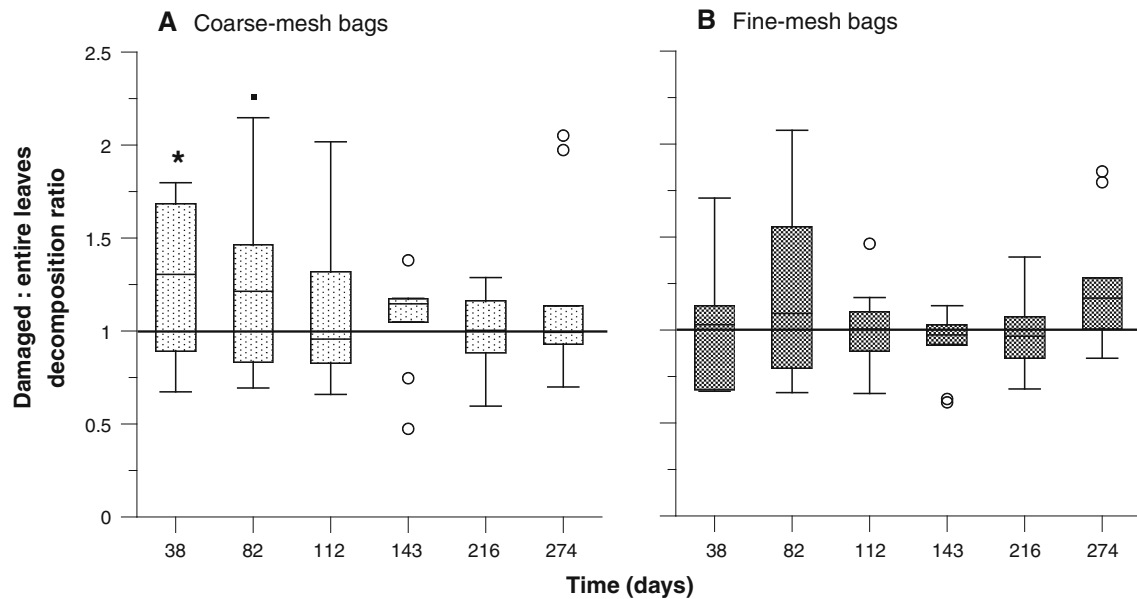 A Coarse-mesh bags
B Fine-mesh bags
Damaged : entire leaves
decomposition ratio
2.5
2
1.5
1
0.5
0
*
38 82 112 143 216 274
38 82 112 143 216 274
Time (days)